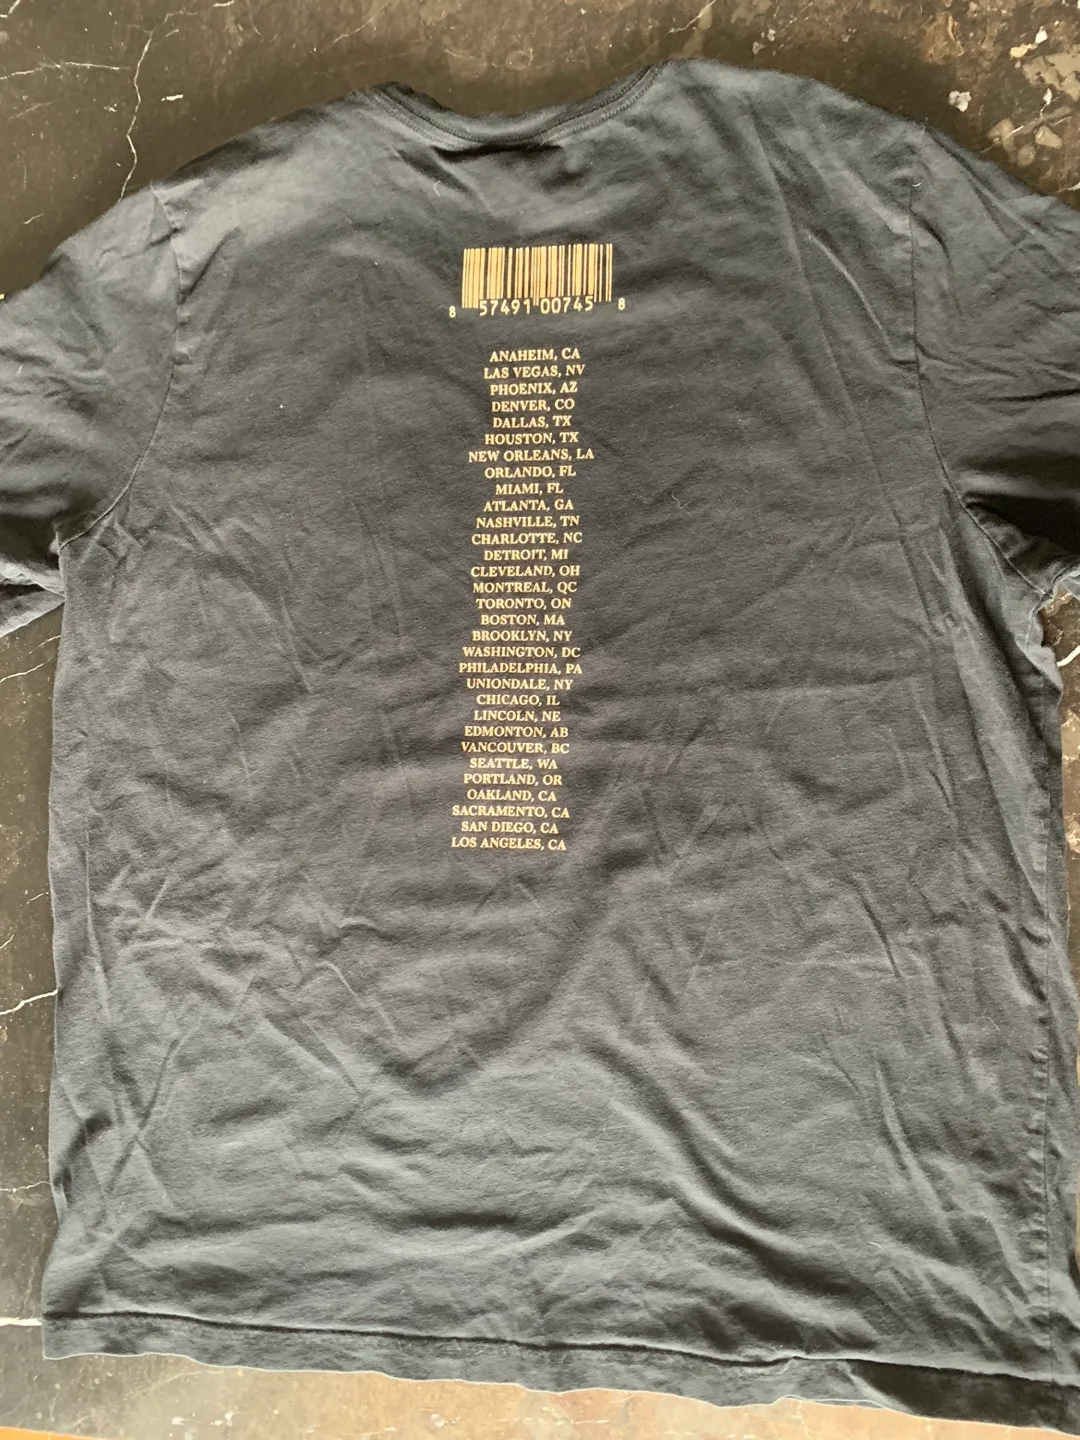 8 57491 00745 8
ANAHEIM, CA
LAS VEGAS, NV
PHOENIX, AZ
DENVER, CO
DALLAS, TX
HOUSTON, TX
NEW ORLEANS, LA
ORLANDO, FL
MIAMI, FL
ATLANTA, GA
NASHVILLE, TN
CHARLOTTE, NC
DETROIT, MI
CLEVELAND, OH
MONTREAL, QC
TORONTO, ON
BOSTON, MA
BROOKLYN, NY
WASHINGTON, DC
PHILADELPHIA, PA
UNIONDALE, NY
CHICAGO, IL
LINCOLN, NE
EDMONTON, AB
VANCOUVER, BC
SEATTLE, WA
PORTLAND, OR
OAKLAND, CA
SACRAMENTO, CA
SAN DIEGO, CA
LOS ANGELES, CA